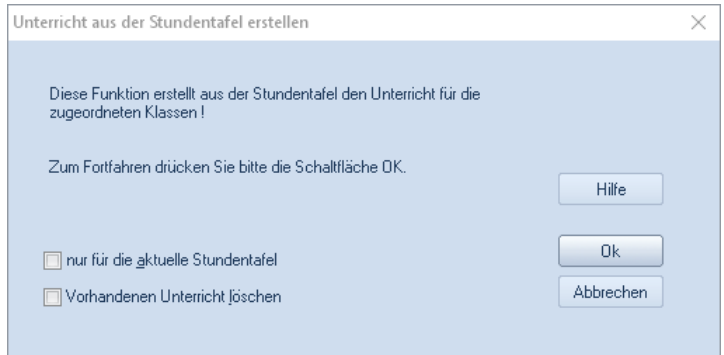 Unterricht aus der Stundentafel erstellen
Diese Funktion erstellt aus der Stundentafel den Unterricht für die
zugeordneten Klassen !
Zum Fortfahren drücken Sie bitte die Schaltfläche OK.
Hilfe
nur für die aktuelle Stundentafel
Ok
Vorhandenen Unterricht löschen
Abbrechen